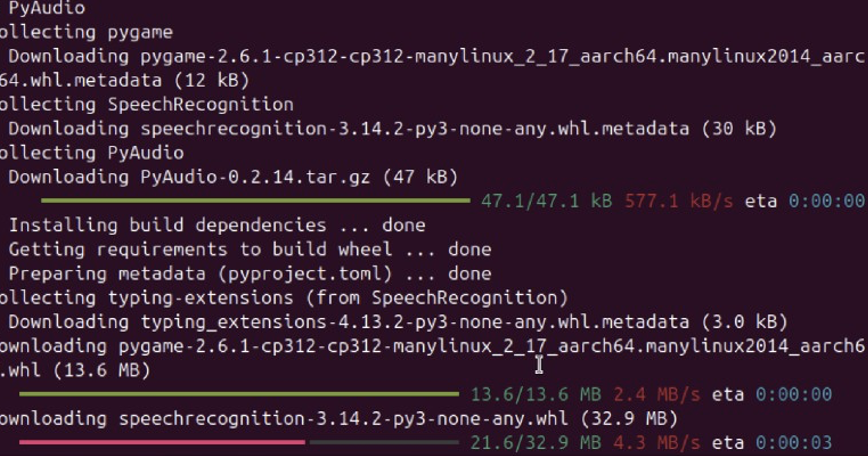 PyAudio
ollecting pygame
Downloading pygame-2.6.1-cp312-cp312-manylinux_2_17_aarch64.manylinux2014_aarc
64.whl.metadata (12 kB)
ollecting SpeechRecognition
Downloading speechrecognition-3.14.2-py3-none-any.whl.metadata (30 kB)
ollecting PyAudio
Downloading PyAudio-0.2.14.tar.gz (47 kB)
47.1/47.1 kB 577.1 kB/s eta 0:00:00
Installing build dependencies ... done
Getting requirements to build wheel ... done
Preparing metadata (pyproject.toml) ... done
ollecting typing-extensions (from SpeechRecognition)
Downloading typing_extensions-4.13.2-py3-none-any.whl.metadata (3.0 kB)
ownloading pygame-2.6.1-cp312-cp312-manylinux_2_17_aarch64.manylinux2014_aarch6
.whl (13.6 MB)
13.6/13.6 MB 2.4 MB/s eta 0:00:00
ownloading speechrecognition-3.14.2-py3-none-any.whl (32.9 MB)
21.6/32.9 MB 4.3 MB/s eta 0:00:03